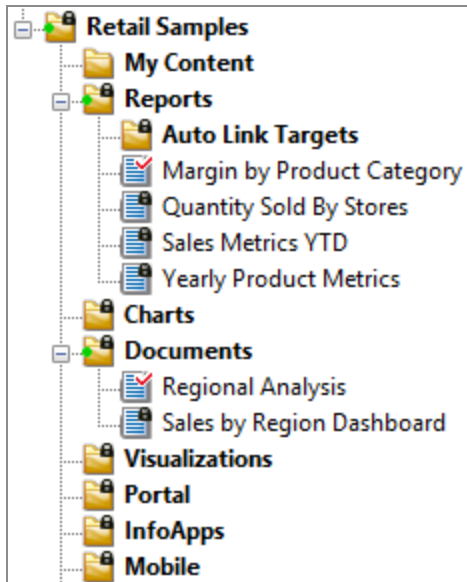 Retail Samples
My Content
Reports
Auto Link Targets
Margin by Product Category
Quantity Sold By Stores
Sales Metrics YTD
Yearly Product Metrics
Charts
Documents
Regional Analysis
Sales by Region Dashboard
Visualizations
Portal
InfoApps
Mobile